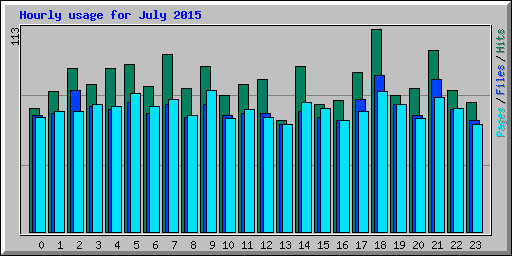 Hourly usage for July 2015
113
Pages/Files/Hits
0 1 2 3 4 5 6 7 8 9 10 11 12 13 14 15 16 17 18 19 20 21 22 23